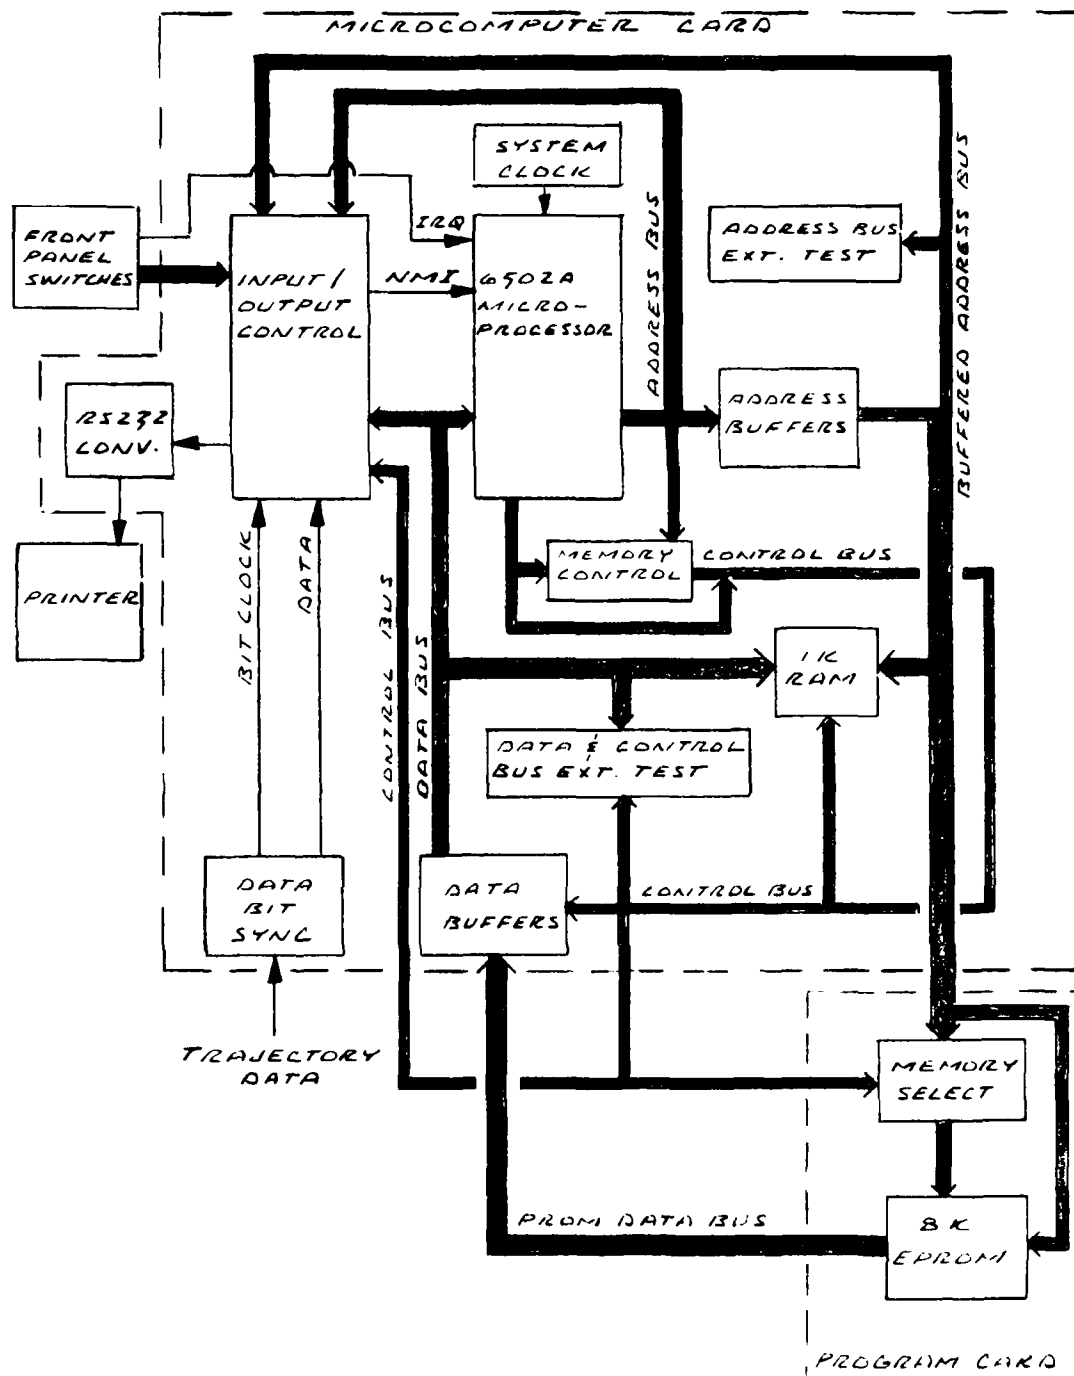 MICROCOMPUTER CARD
SYSTEM
CLOCK
FRONT
PANEL
SWITCHES
IRQ
ADDRESS BUS
ADDRESS BUS
EXT. TEST
BUFFERED ADDRESS BUS
INPUT /
OUTPUT
CONTROL
NMI
6502A
MICRO-
PROCESSOR
RS232
CONV.
ADDRESS
BUFFERS
PRINTER
BIT CLOCK
DATA
CONTROL BUS
DATA BUS
MEMORY
CONTROL
CONTROL BUS
1K
RAM
DATA & CONTROL
BUS EXT. TEST
DATA
BIT
SYNC
DATA
BUFFERS
CONTROL BUS
TRAJECTORY
DATA
MEMORY
SELECT
PROM DATA BUS
8K
EPROM
PROGRAM CARD